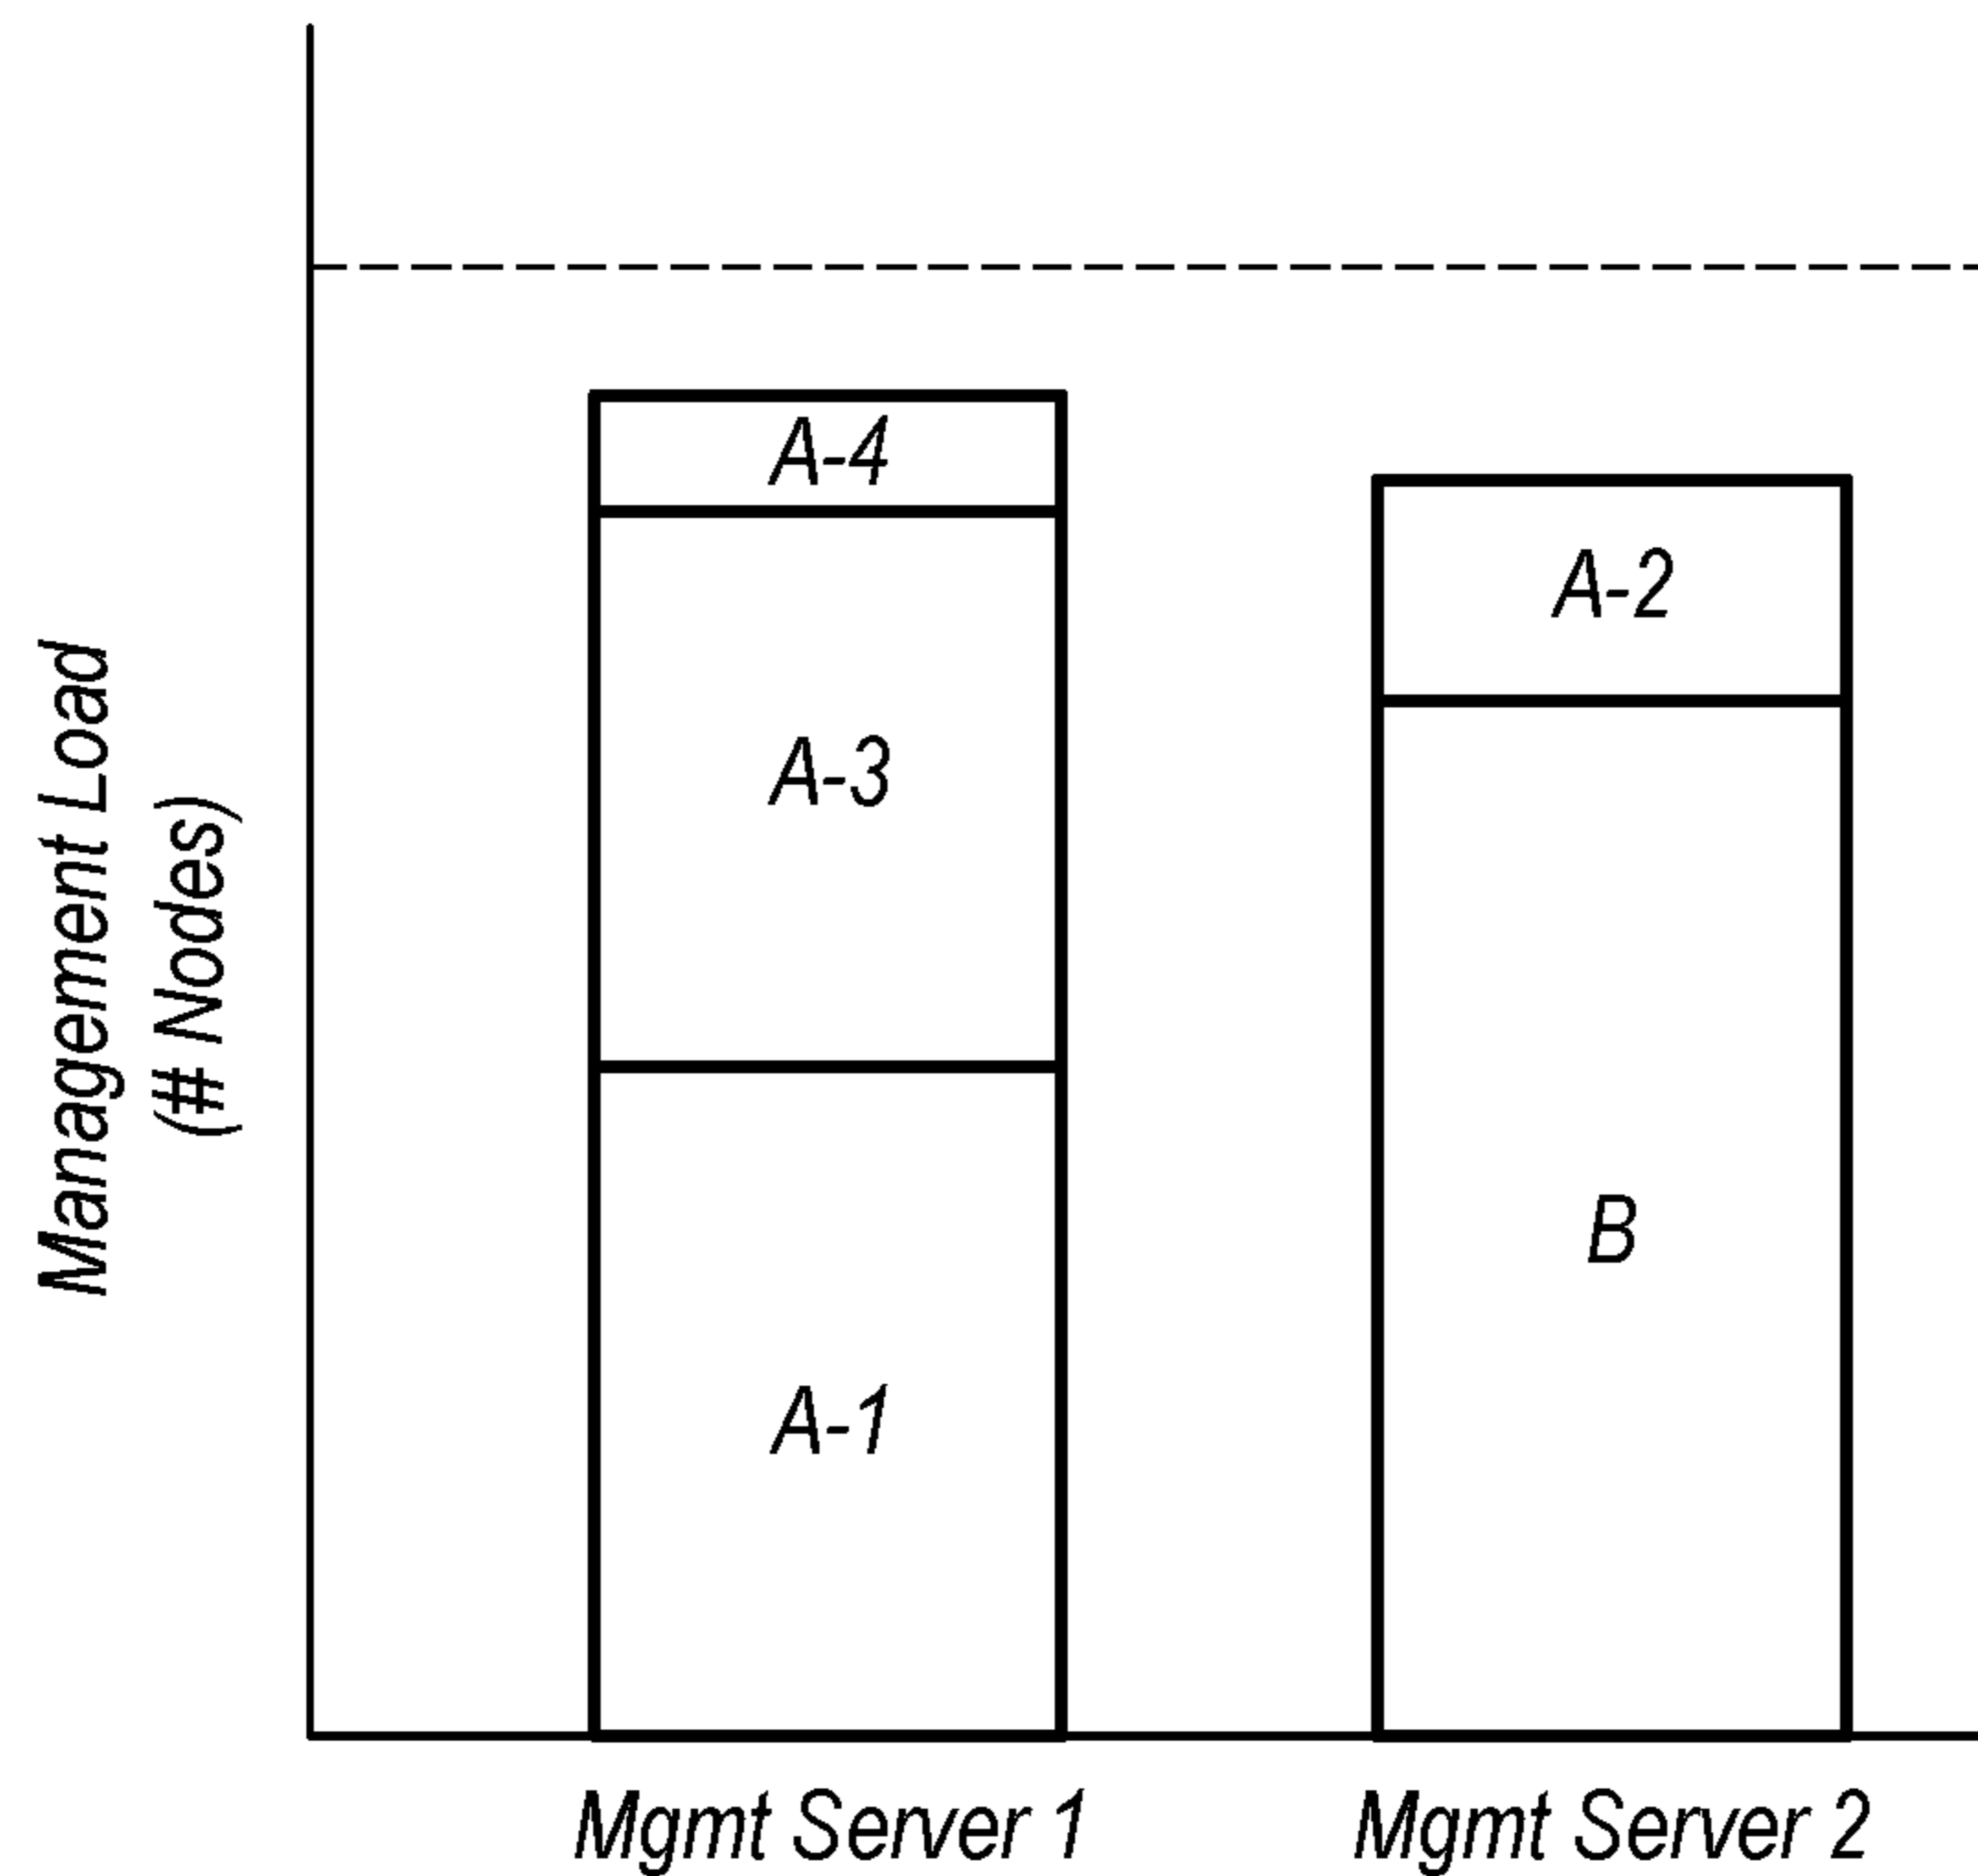 Management Load
(# Nodes)
A-4
A-3
A-1
A-2
B
Mgmt Server 1
Mgmt Server 2